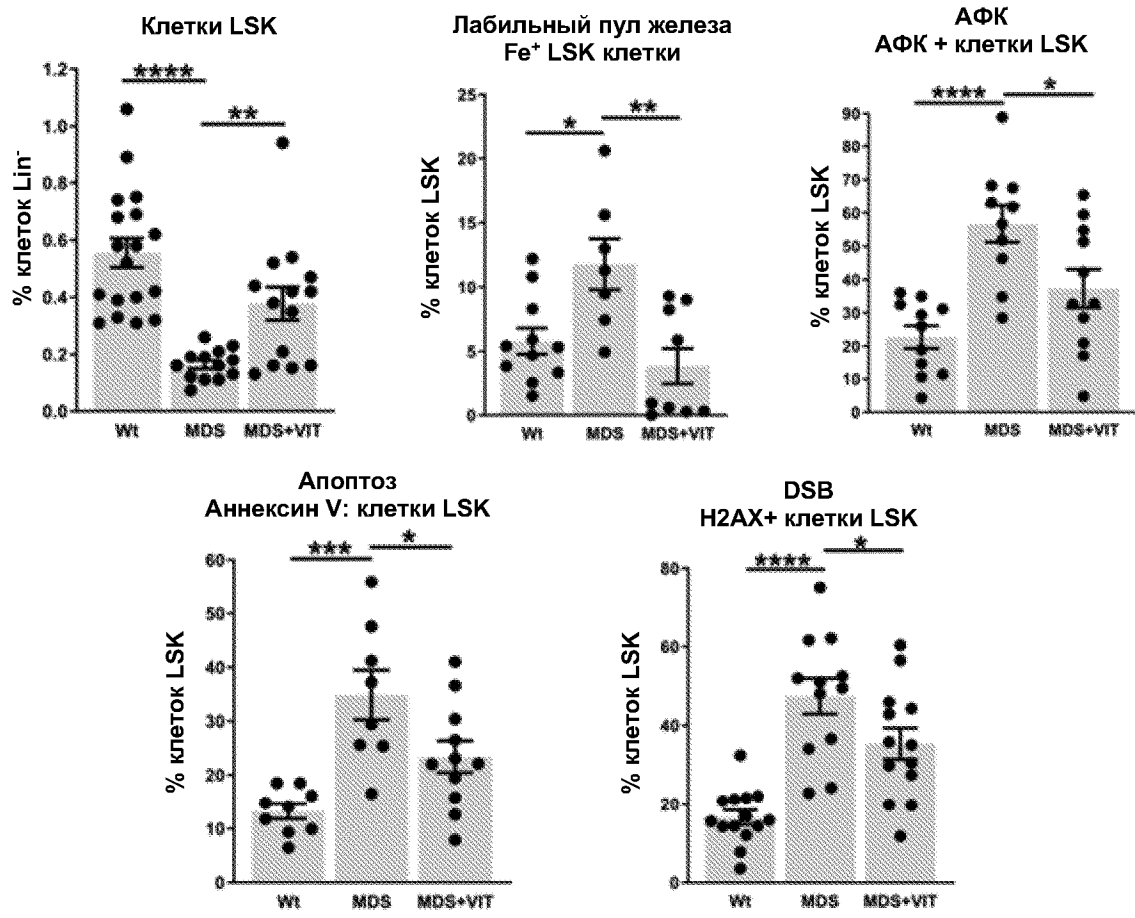 Клетки LSK
% клеток Lin⁻
1.2
1.0
0.8
0.6
0.4
0.2
0.0
****
**
Wt
MDS
MDS+VIT
Лабильный пул железа
Fe⁺ LSK клетки
% клеток LSK
25
20
15
10
5
0
*
**
Wt
MDS
MDS+VIT
АФК
АФК + клетки LSK
% клеток LSK
90
80
70
60
50
40
30
20
10
0
****
*
Wt
MDS
MDS+VIT
Апоптоз
Аннексин V: клетки LSK
% клеток LSK
60
50
40
30
20
10
0
***
*
Wt
MDS
MDS+VIT
DSB
H2AX+ клетки LSK
% клеток LSK
80
60
40
20
0
****
*
Wt
MDS
MDS+VIT